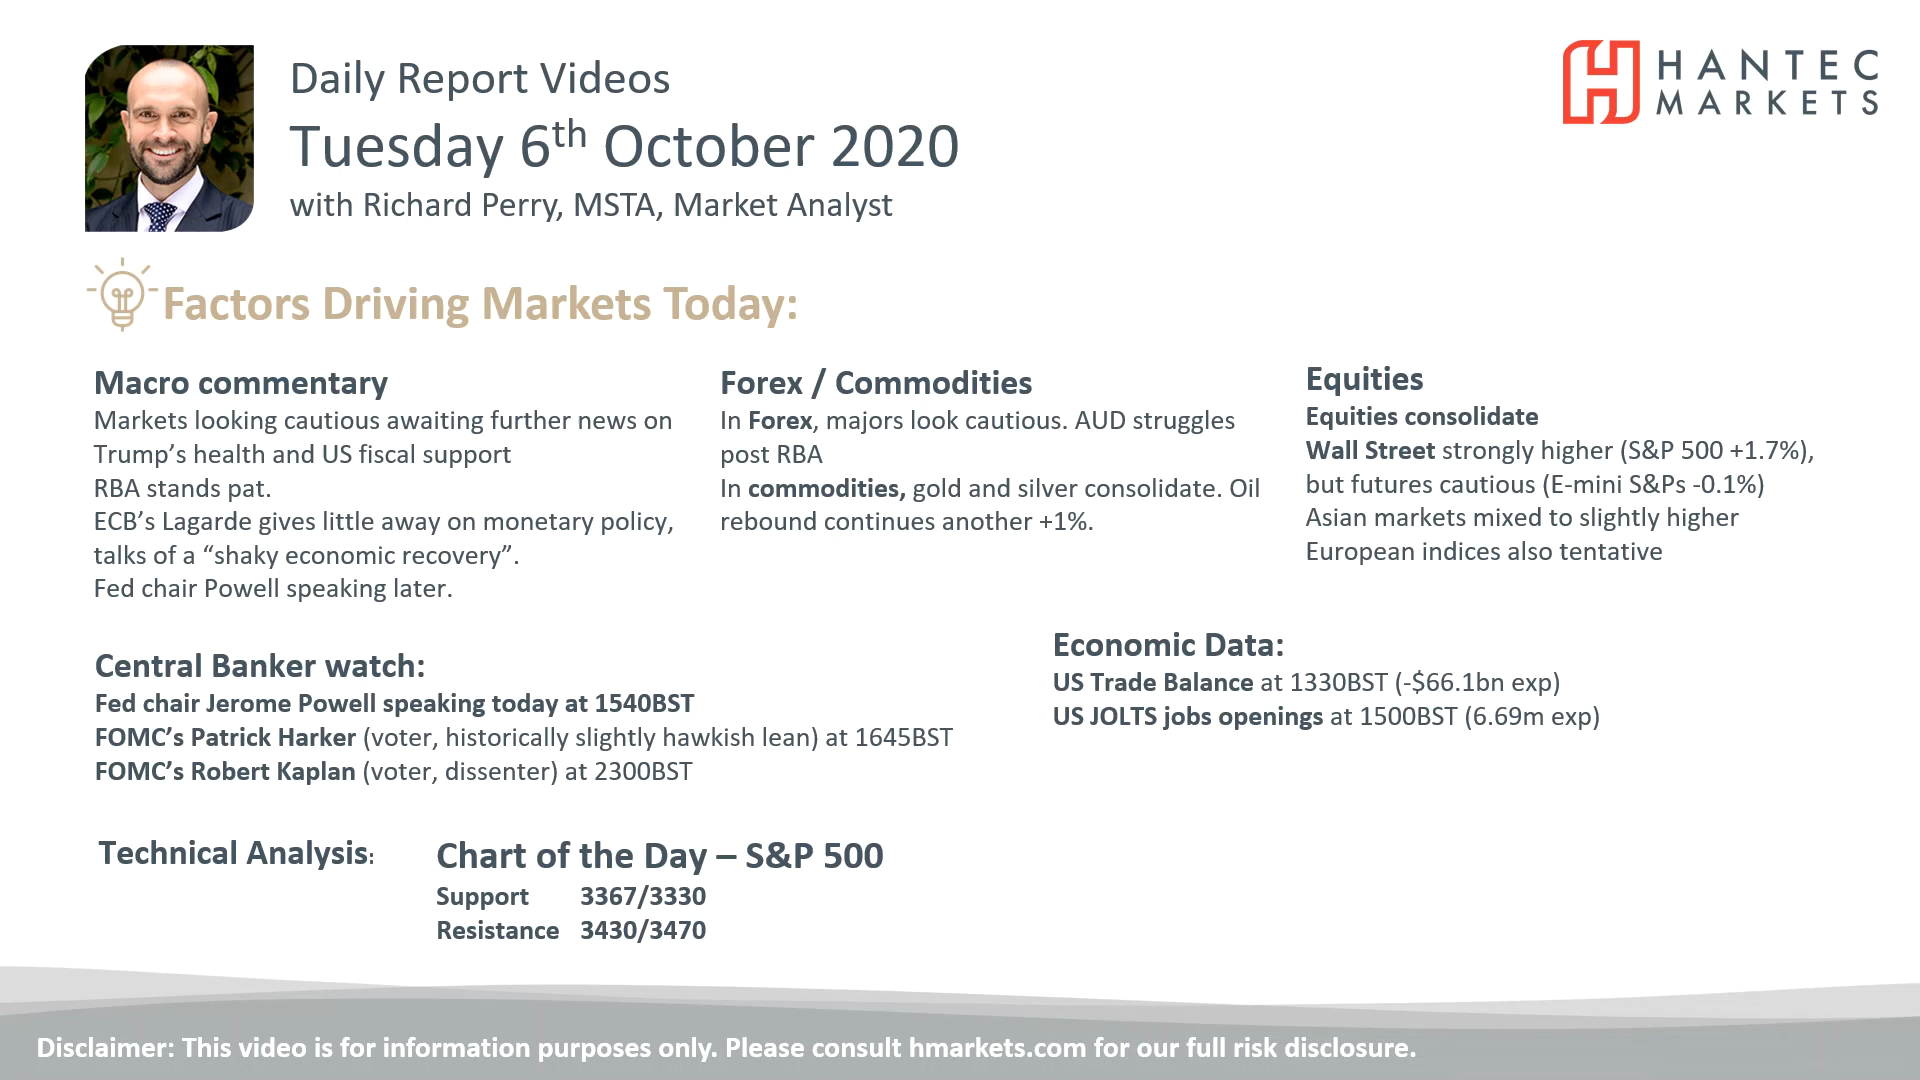 Daily Report Videos
Tuesday 6th October 2020
with Richard Perry, MSTA, Market Analyst
HANTEC
MARKETS
Factors Driving Markets Today:
Macro commentary
Markets looking cautious awaiting further news on
Trump’s health and US fiscal support
RBA stands pat.
ECB’s Lagarde gives little away on monetary policy,
talks of a “shaky economic recovery”.
Fed chair Powell speaking later.
Forex / Commodities
In Forex, majors look cautious. AUD struggles
post RBA
In commodities, gold and silver consolidate. Oil
rebound continues another +1%.
Equities
Equities consolidate
Wall Street strongly higher (S&P 500 +1.7%),
but futures cautious (E-mini S&Ps -0.1%)
Asian markets mixed to slightly higher
European indices also tentative
Central Banker watch:
Fed chair Jerome Powell speaking today at 1540BST
FOMC’s Patrick Harker (voter, historically slightly hawkish lean) at 1645BST
FOMC’s Robert Kaplan (voter, dissenter) at 2300BST
Economic Data:
US Trade Balance at 1330BST (-$66.1bn exp)
US JOLTS jobs openings at 1500BST (6.69m exp)
Technical Analysis:
Chart of the Day – S&P 500
Support 3367/3330
Resistance 3430/3470
Disclaimer: This video is for information purposes only. Please consult hmarkets.com for our full risk disclosure.